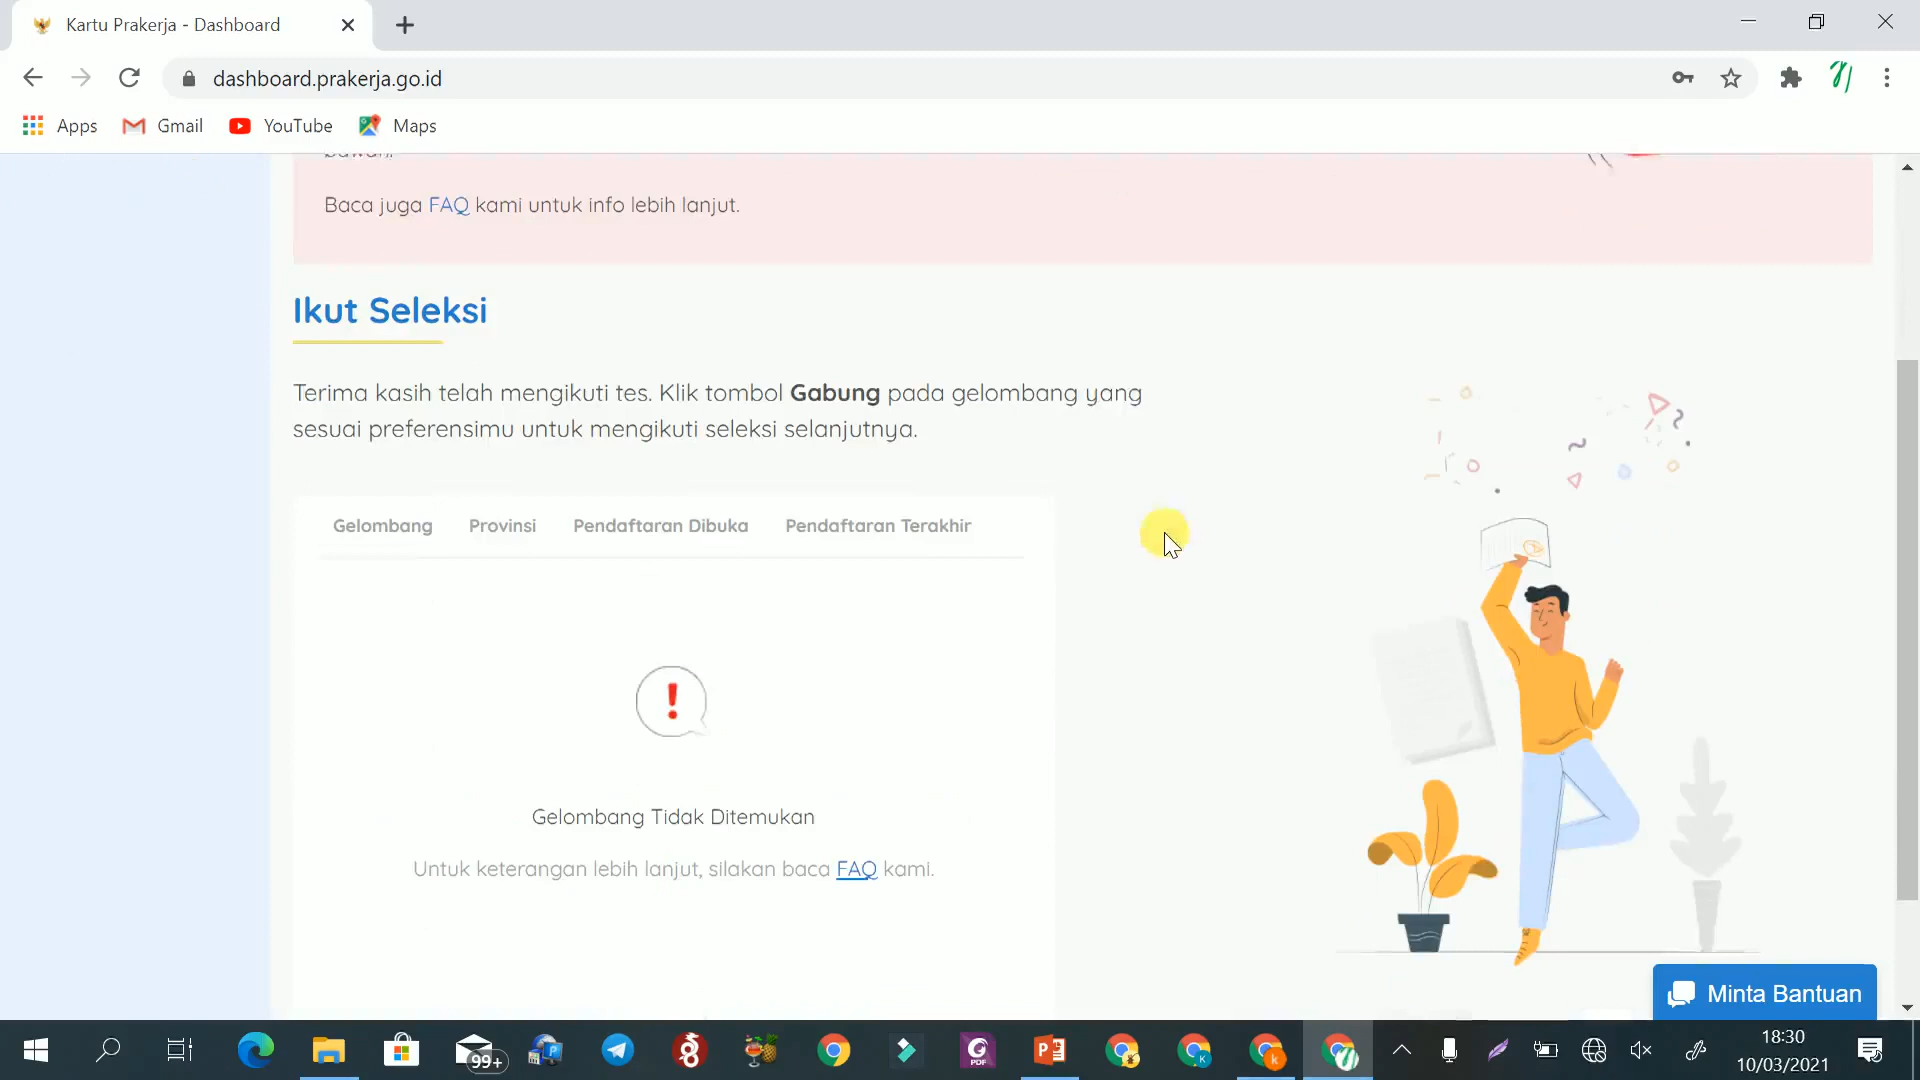 Kartu Prakerja - Dashboard
dashboard.prakerja.go.id
Apps Gmail YouTube Maps
Baca juga FAQ kami untuk info lebih lanjut.
Ikut Seleksi
Terima kasih telah mengikuti tes. Klik tombol Gabung pada gelombang yang
sesuai preferensimu untuk mengikuti seleksi selanjutnya.
Gelombang Provinsi Pendaftaran Dibuka Pendaftaran Terakhir
!
Gelombang Tidak Ditemukan
Untuk keterangan lebih lanjut, silakan baca FAQ kami.
Minta Bantuan
99+
PDF
18:30
10/03/2021